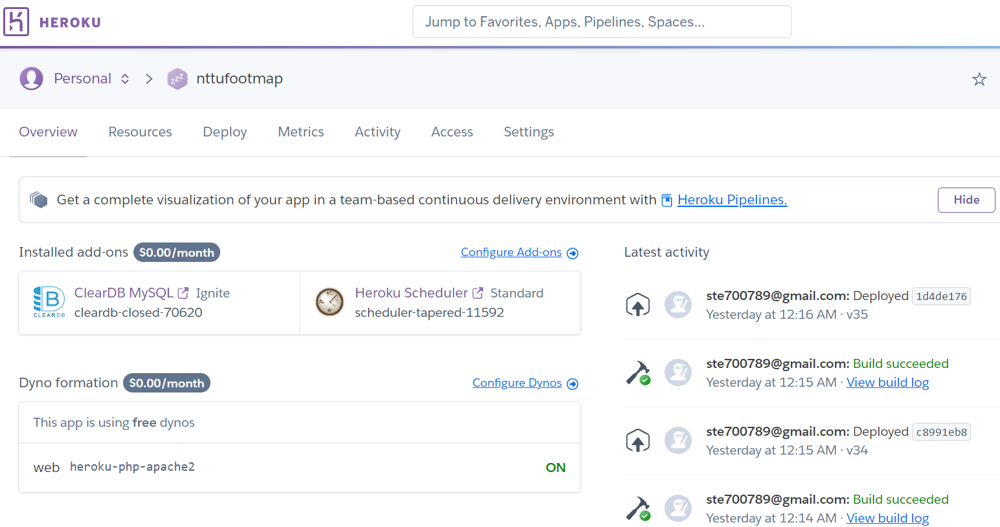 HEROKU
Jump to Favorites, Apps, Pipelines, Spaces...
Personal
zzz
nttufootmap
Overview Resources Deploy Metrics Activity Access Settings
Get a complete visualization of your app in a team-based continuous delivery environment with Heroku Pipelines.
Hide
Installed add-ons $0.00/month
Configure Add-ons
B
CLEARDB
ClearDB MySQL Ignite
cleardb-closed-70620
Heroku Scheduler Standard
scheduler-tapered-11592
Dyno formation $0.00/month
Configure Dynos
This app is using free dynos
web heroku-php-apache2
ON
Latest activity
ste700789@gmail.com: Deployed 1d4de176
Yesterday at 12:16 AM · v35
ste700789@gmail.com: Build succeeded
Yesterday at 12:15 AM · View build log
ste700789@gmail.com: Deployed c8991eb8
Yesterday at 12:15 AM · v34
ste700789@gmail.com: Build succeeded
Yesterday at 12:14 AM · View build log